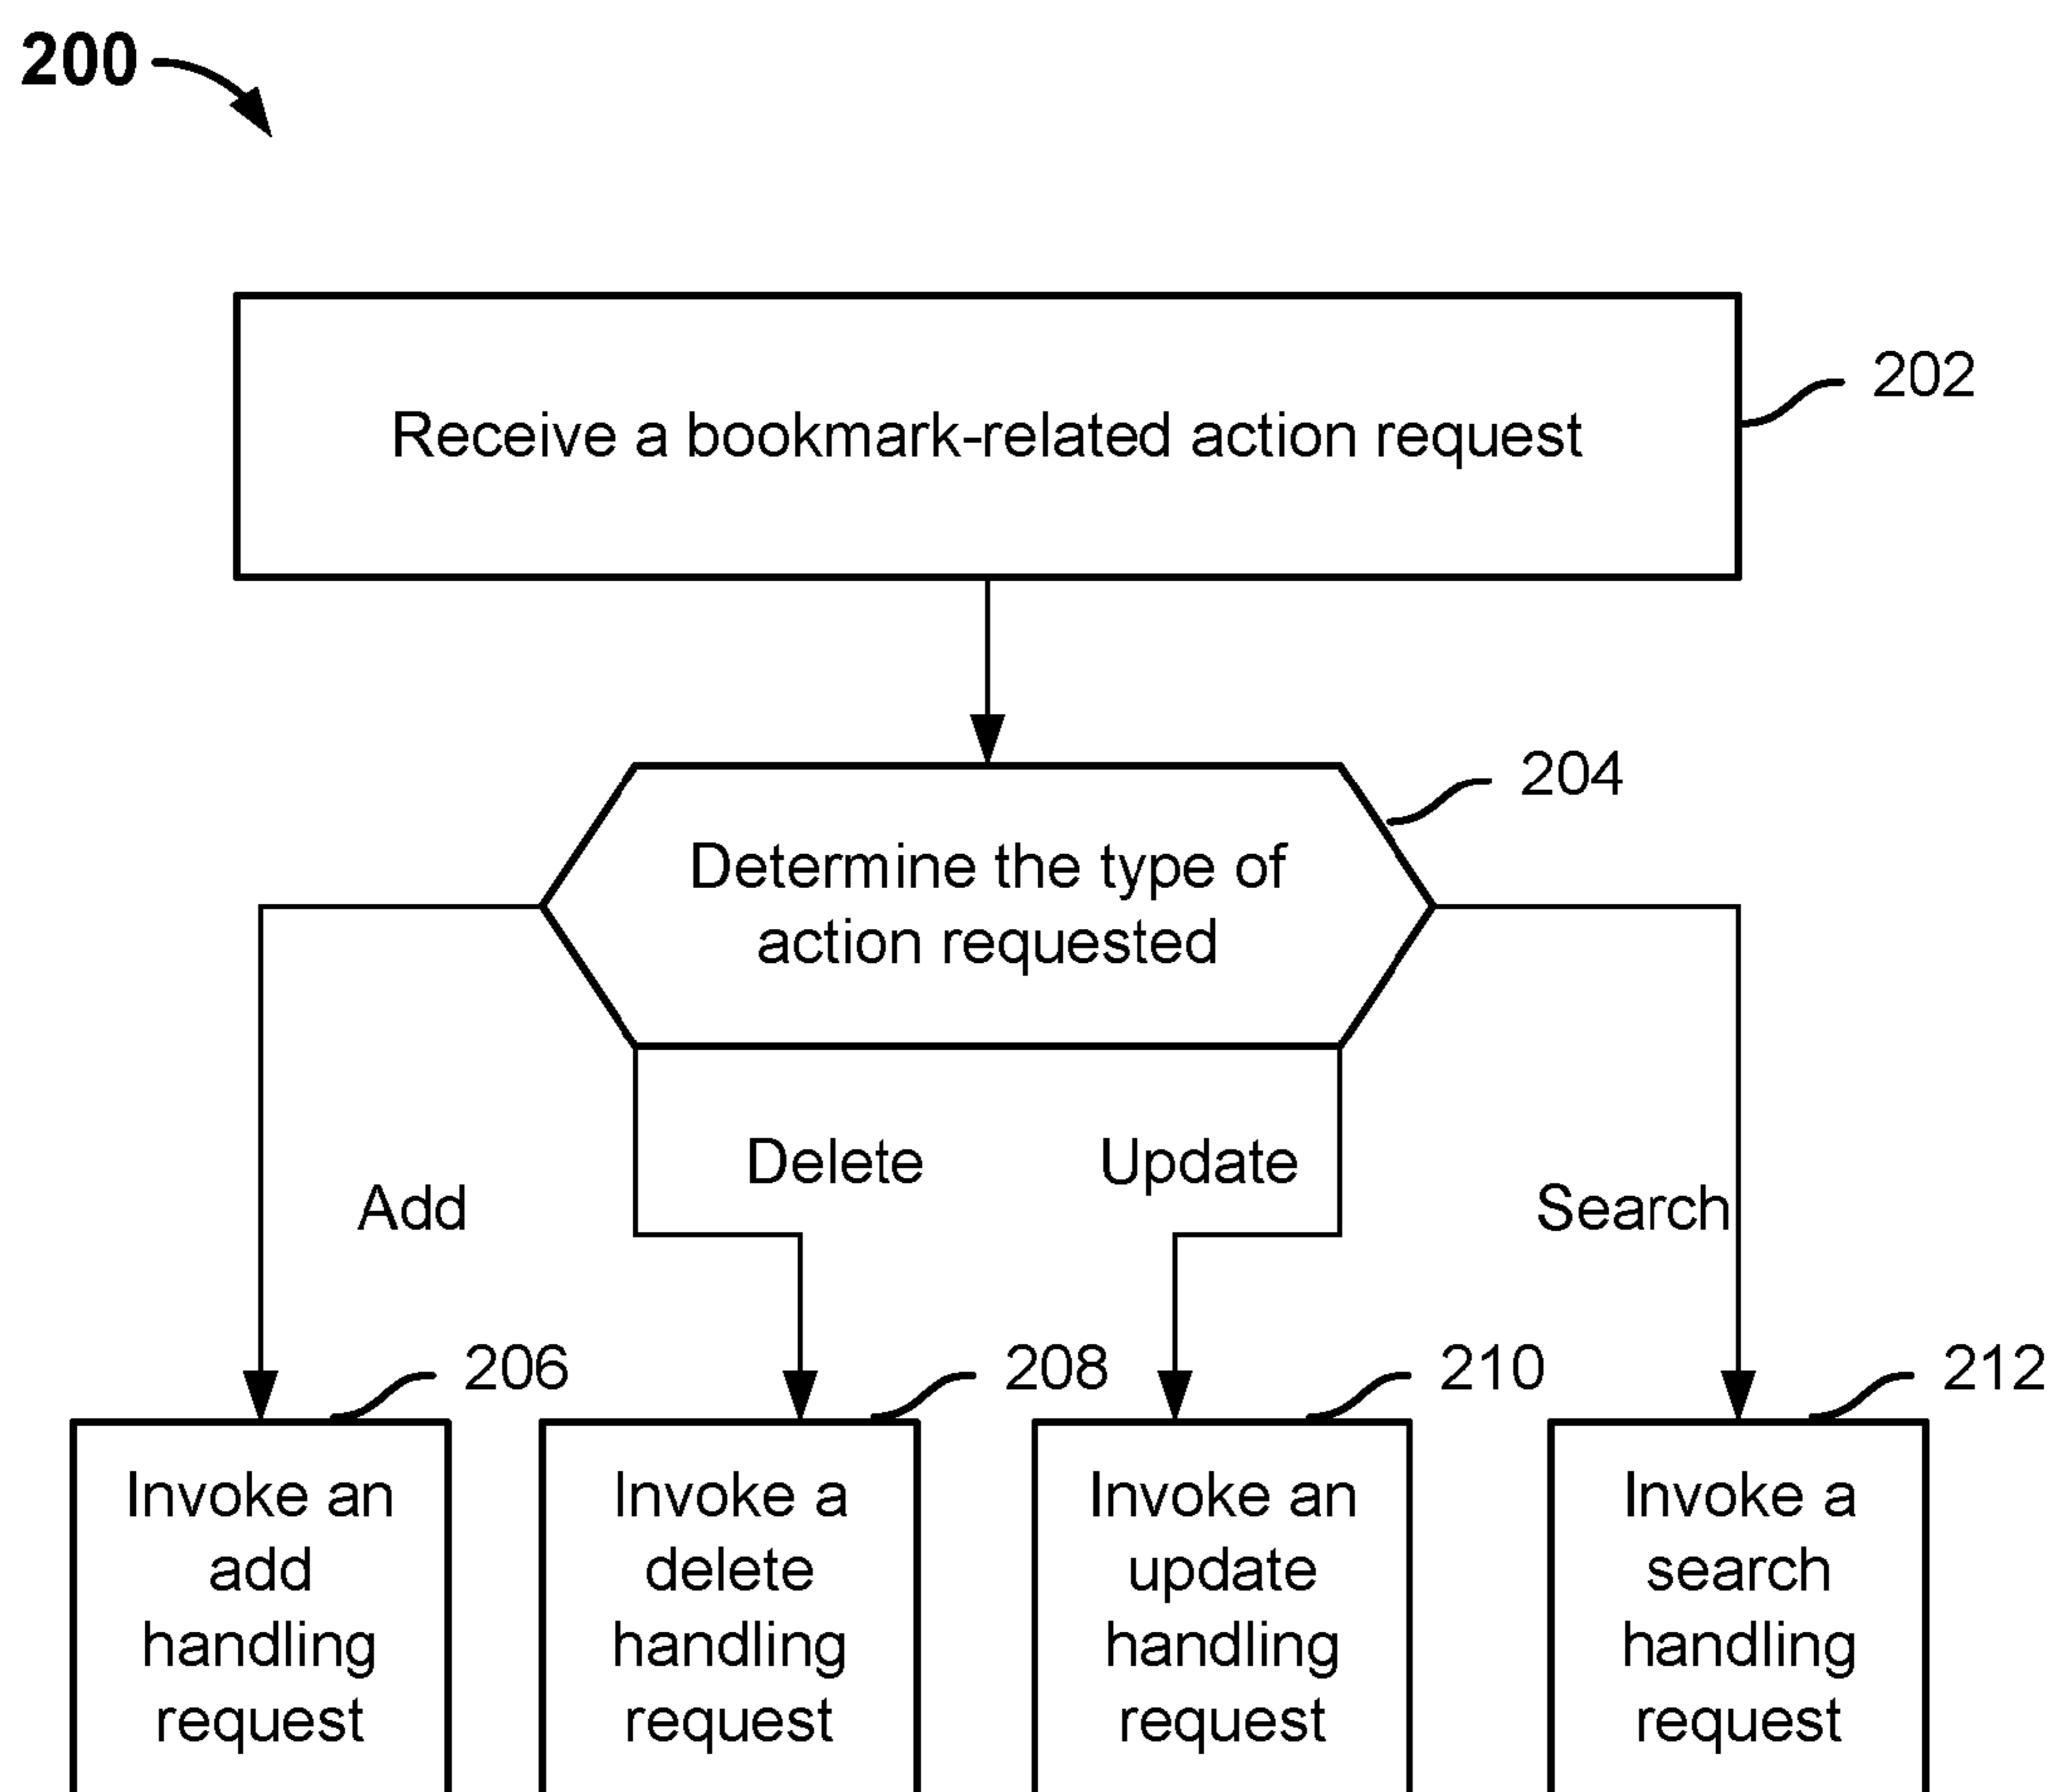 200
202
Receive a bookmark-related action request
204
Determine the type of
action requested
Delete
Update
Add
Search
206
208
210
212
Invoke an
add
handling
request
Invoke a
delete
handling
request
Invoke an
update
handling
request
Invoke a
search
handling
request